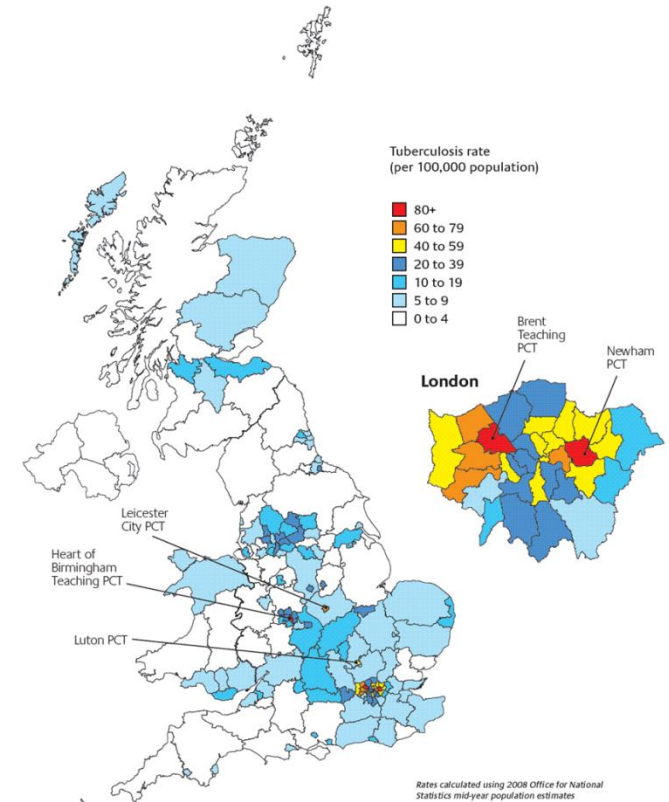 Tuberculosis rate
(per 100,000 population)
80+
60 to 79
40 to 59
20 to 39
10 to 19
5 to 9
0 to 4
Brent
Teaching
PCT
Newham
PCT
London
Leicester
City PCT
Heart of
Birmingham
Teaching PCT
Luton PCT
Rates calculated using 2008 Office for National
Statistics mid-year population estimates